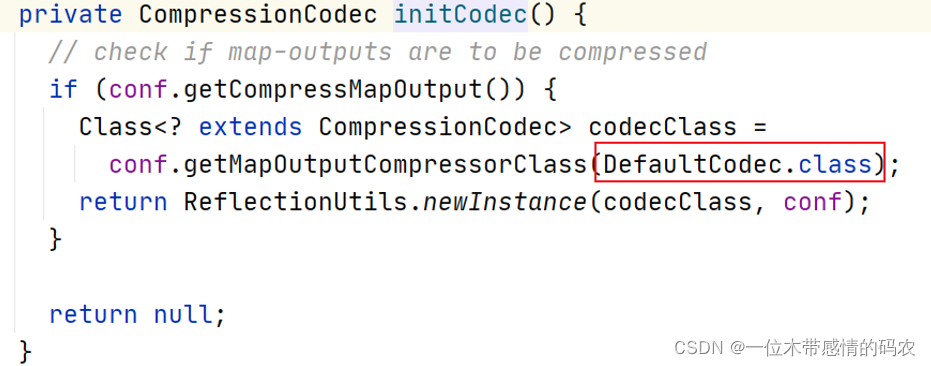 private CompressionCodec initCodec() {
  // check if map-outputs are to be compressed
  if (conf.getCompressMapOutput()) {
    Class<? extends CompressionCodec> codecClass =
      conf.getMapOutputCompressorClass(DefaultCodec.class);
    return ReflectionUtils.newInstance(codecClass, conf);
  }

  return null;
}
CSDN @一位木带感情的码农